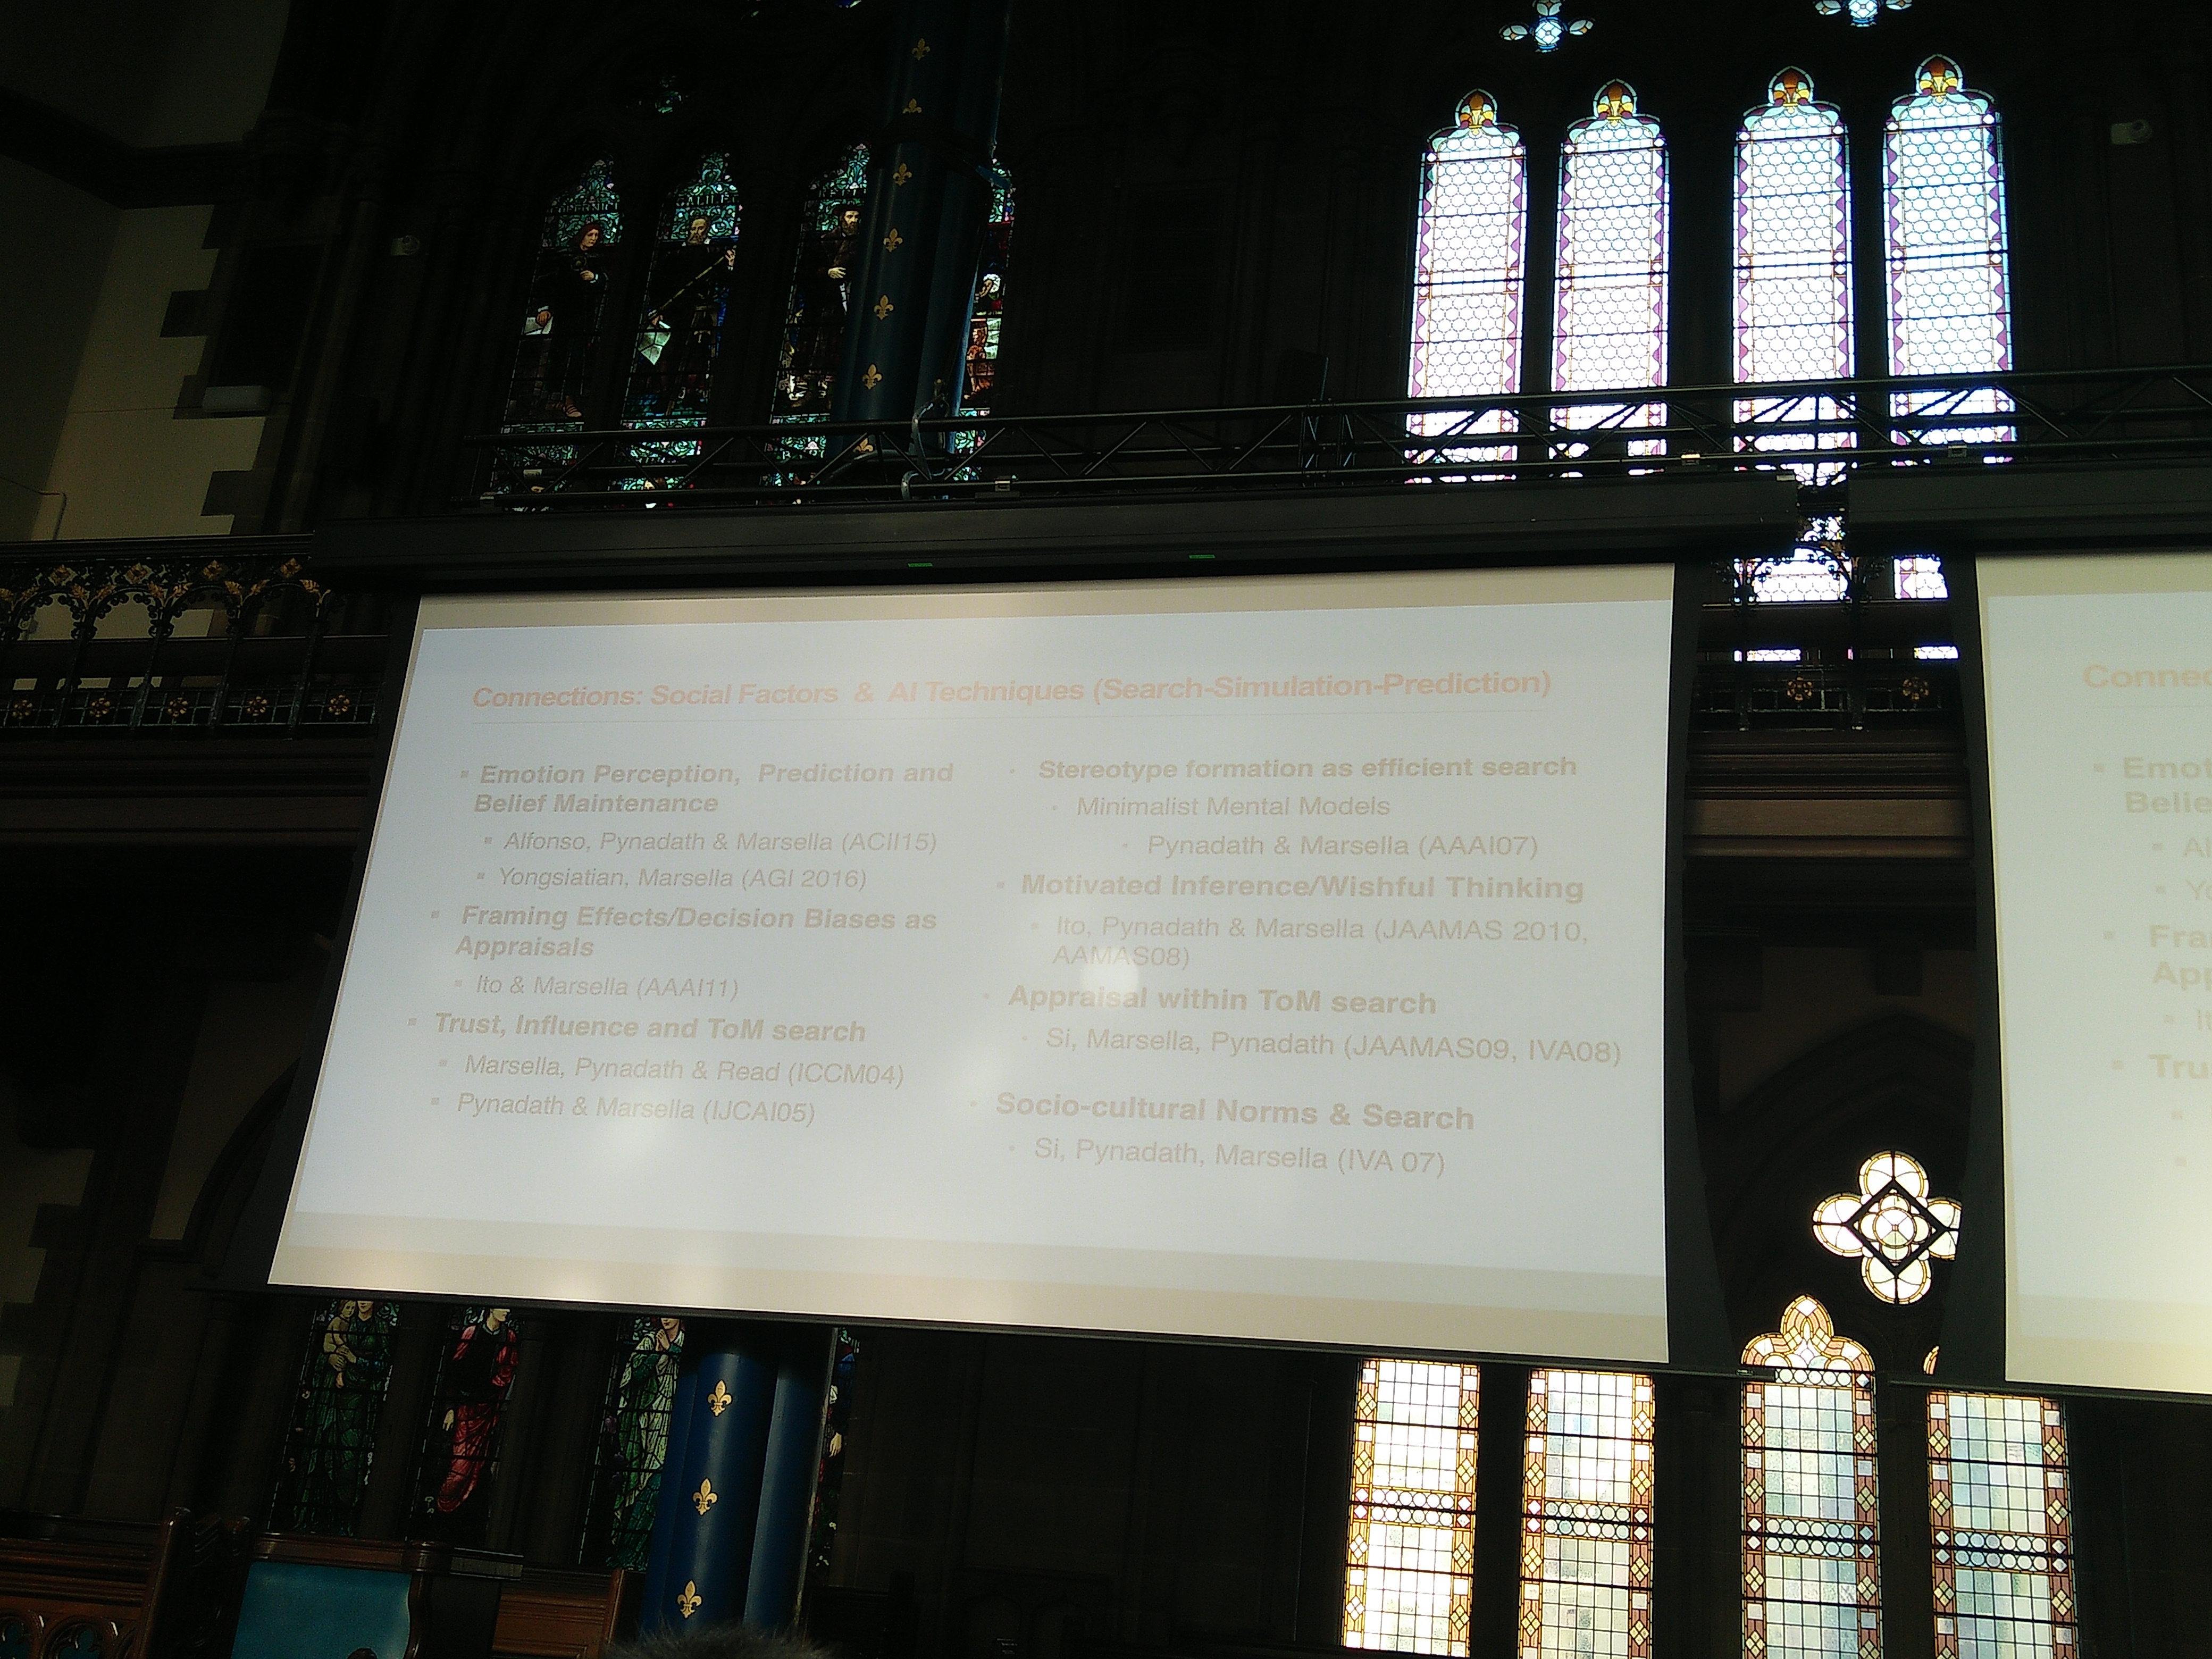 Connections: Social Factors & AI Techniques (Search-Simulation-Prediction)
Emotion Perception, Prediction and
Belief Maintenance
Alfonso, Pynadath & Marsella (ACII15)
Yongsiatian, Marsella (AGI 2016)
Framing Effects/Decision Biases as
Appraisals
Ito & Marsella (AAAI11)
Trust, Influence and ToM search
Marsella, Pynadath & Read (ICCM04)
Pynadath & Marsella (IJCAI05)
Stereotype formation as efficient search
Minimalist Mental Models
Pynadath & Marsella (AAAI07)
Motivated Inference/Wishful Thinking
Ito, Pynadath & Marsella (JAAMAS 2010,
AAMAS08)
Appraisal within ToM search
Si, Marsella, Pynadath (JAAMAS09, IVA08)
Socio-cultural Norms & Search
Si, Pynadath, Marsella (IVA 07)
Connec
Emot
Belie
Al
Yo
Fra
App
It
Tru